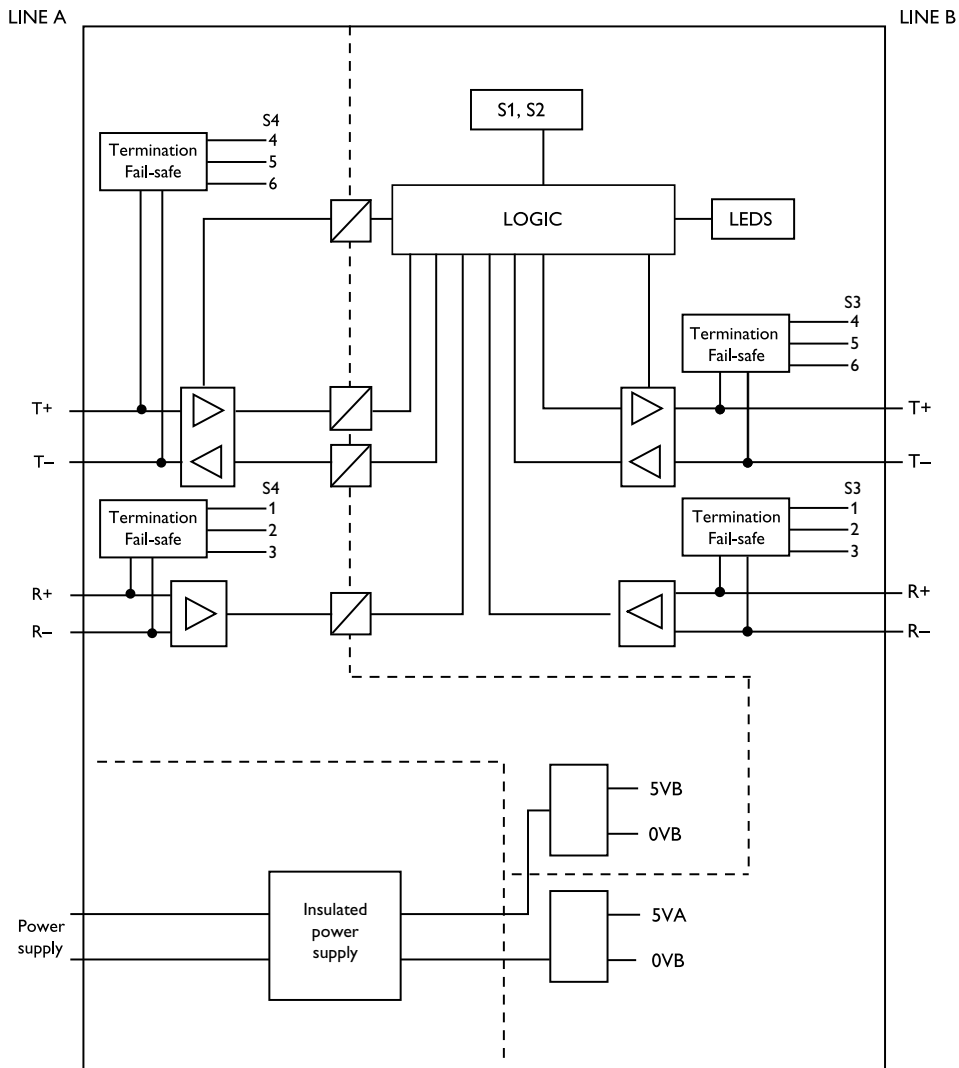 LINE A
LINE B
S1, S2
S4
4
5
6
Termination
Fail-safe
LOGIC
LEDS
S3
4
5
6
Termination
Fail-safe
T+
T+
T−
T−
S4
1
2
3
Termination
Fail-safe
S3
1
2
3
Termination
Fail-safe
R+
R+
R−
R−
5VB
0VB
Insulated
power
supply
Power
supply
5VA
0VB